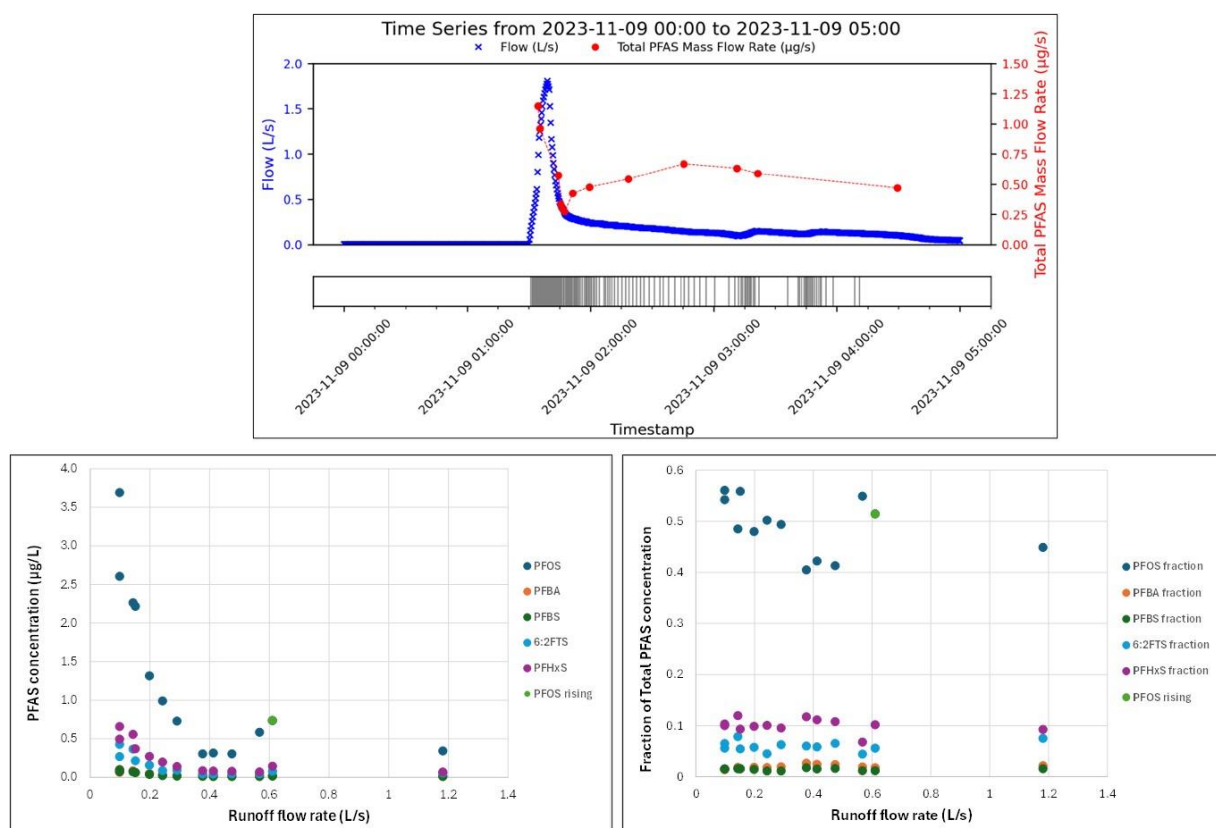 Time Series from 2023-11-09 00:00 to 2023-11-09 05:00
Flow (L/s) Total PFAS Mass Flow Rate (µg/s)
2.0
1.5
1.0
0.5
0.0
Flow (L/s)
1.50
1.25
1.00
0.75
0.50
0.25
0.00
Total PFAS Mass Flow Rate (µg/s)
2023-11-09 00:00:00
2023-11-09 01:00:00
2023-11-09 02:00:00
2023-11-09 03:00:00
2023-11-09 04:00:00
2023-11-09 05:00:00
Timestamp
PFAS concentration (µg/L)
4.0
3.5
3.0
2.5
2.0
1.5
1.0
0.5
0.0
0 0.2 0.4 0.6 0.8 1 1.2 1.4
Runoff flow rate (L/s)
PFOS
PFBA
PFBS
6:2FTS
PFHxS
PFOS rising
Fraction of Total PFAS concentration
0.6
0.5
0.4
0.3
0.2
0.1
0
0 0.2 0.4 0.6 0.8 1 1.2 1.4
Runoff flow rate (L/s)
PFOS fraction
PFBA fraction
PFBS fraction
6:2FTS fraction
PFHxS fraction
PFOS rising